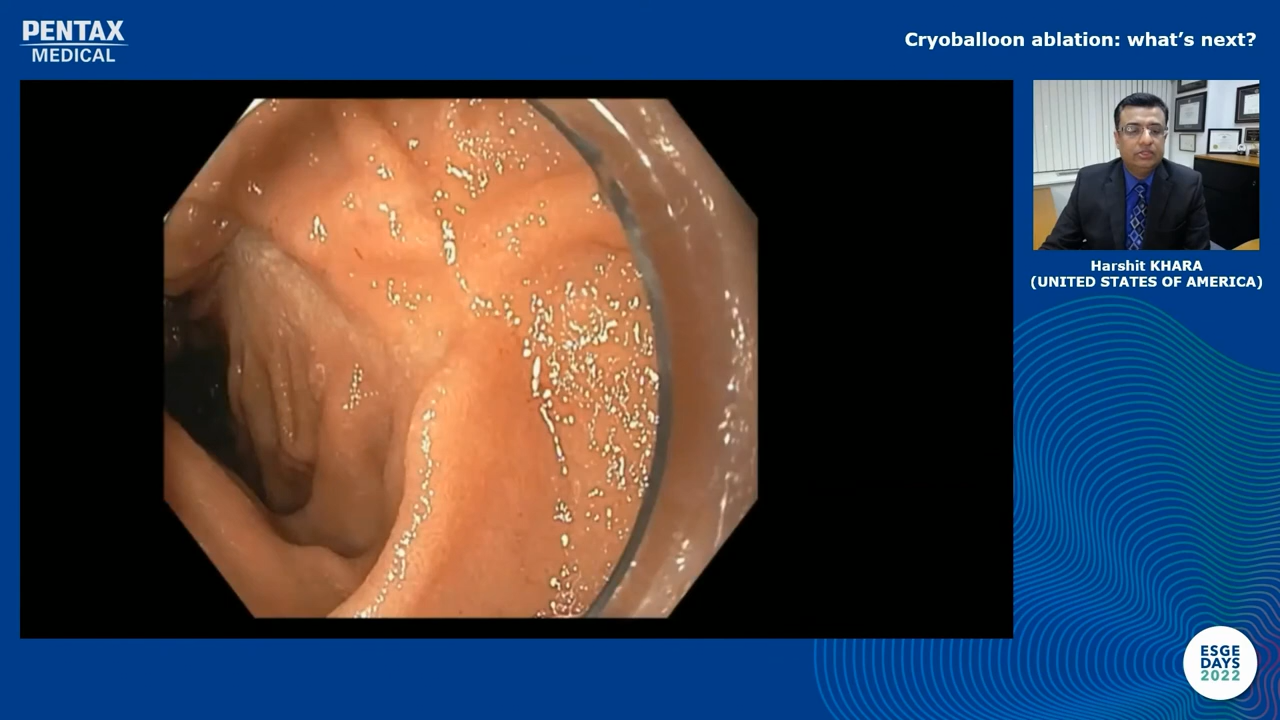 PENTAX
MEDICAL
Cryoballoon ablation: what's next?
Harshit KHARA
(UNITED STATES OF AMERICA)
ESGE
DAYS
2022